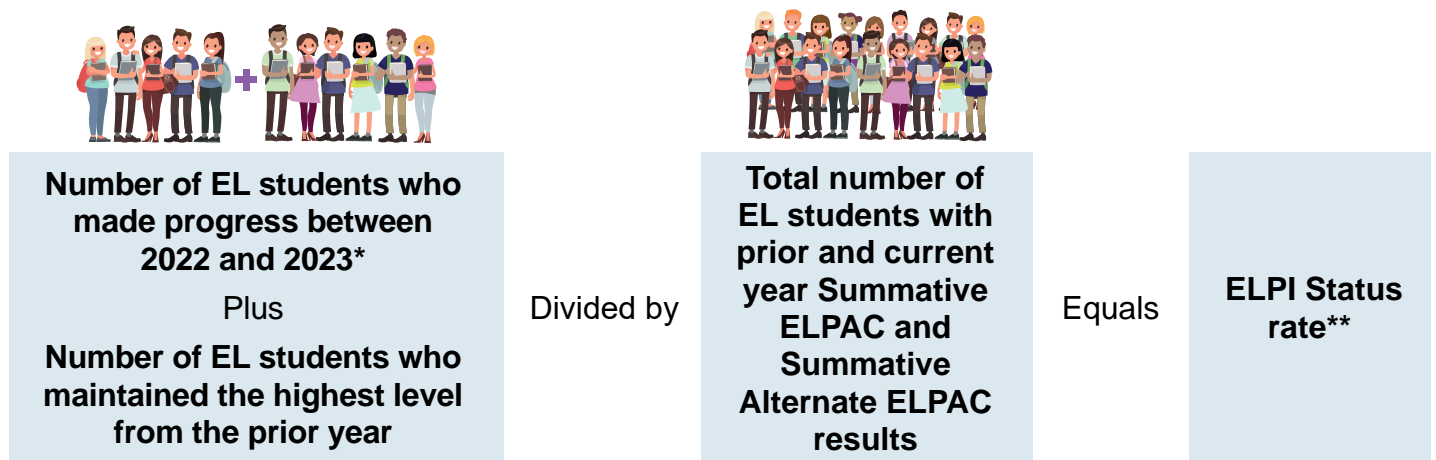 +
Number of EL students who
made progress between
2022 and 2023*
Plus
Number of EL students who
maintained the highest level
from the prior year
Divided by
Total number of
EL students with
prior and current
year Summative
ELPAC and
Summative
Alternate ELPAC
results
Equals
ELPI Status
rate**